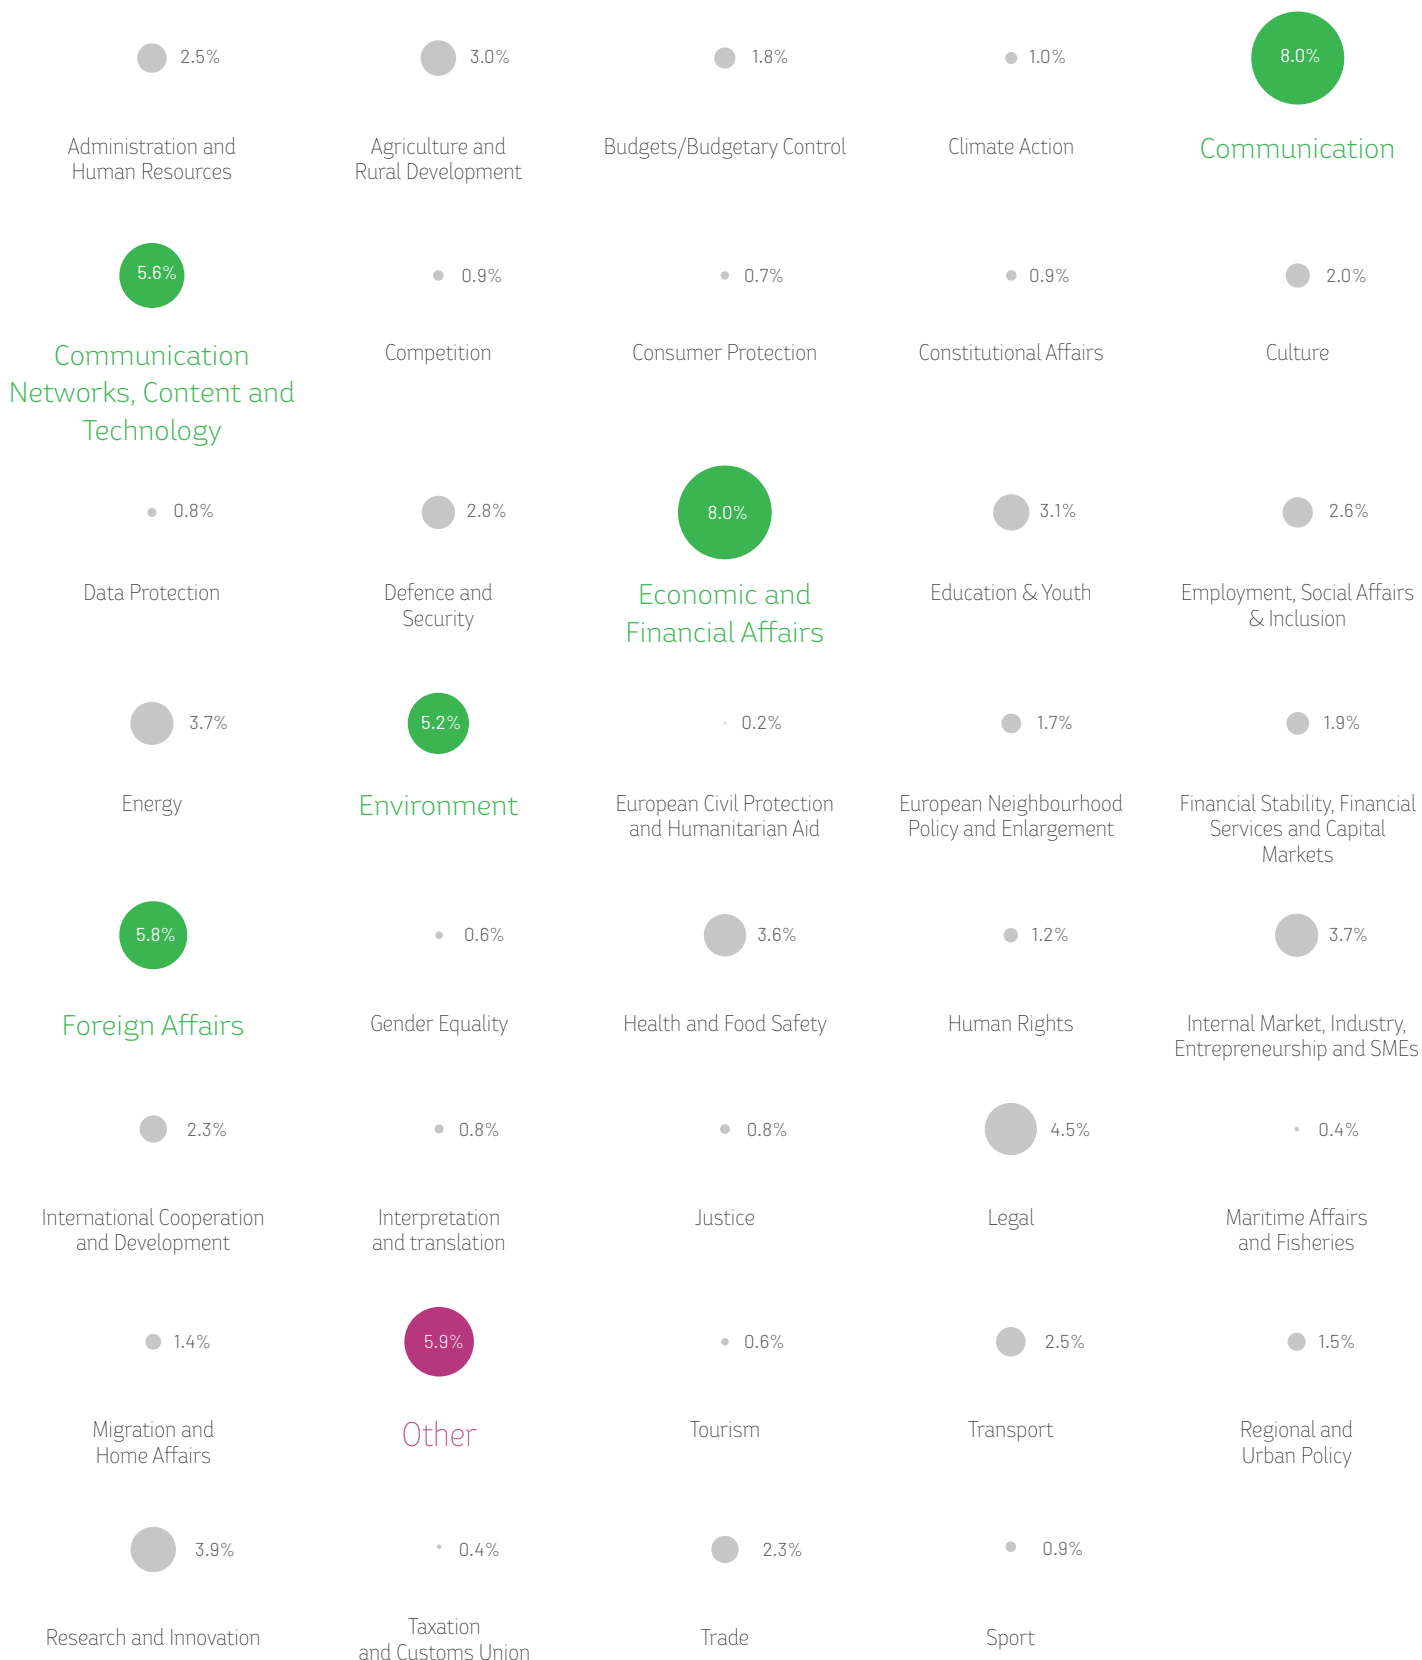 2.5%
3.0%
1.8%
1.0%
8.0%
Administration and
Human Resources
Agriculture and
Rural Development
Budgets/Budgetary Control
Climate Action
Communication
5.6%
0.9%
0.7%
0.9%
2.0%
Communication
Networks, Content and
Technology
Competition
Consumer Protection
Constitutional Affairs
Culture
0.8%
2.8%
8.0%
3.1%
2.6%
Data Protection
Defence and
Security
Economic and
Financial Affairs
Education & Youth
Employment, Social Affairs
& Inclusion
3.7%
5.2%
0.2%
1.7%
1.9%
Energy
Environment
European Civil Protection
and Humanitarian Aid
European Neighbourhood
Policy and Enlargement
Financial Stability, Financial
Services and Capital
Markets
5.8%
0.6%
3.6%
1.2%
3.7%
Foreign Affairs
Gender Equality
Health and Food Safety
Human Rights
Internal Market, Industry,
Entrepreneurship and SMEs
2.3%
0.8%
0.8%
4.5%
0.4%
International Cooperation
and Development
Interpretation
and translation
Justice
Legal
Maritime Affairs
and Fisheries
1.4%
5.9%
0.6%
2.5%
1.5%
Migration and
Home Affairs
Other
Tourism
Transport
Regional and
Urban Policy
3.9%
0.4%
2.3%
0.9%
Research and Innovation
Taxation
and Customs Union
Trade
Sport